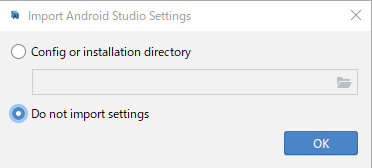 Import Android Studio Settings
Config or installation directory
Do not import settings
OK